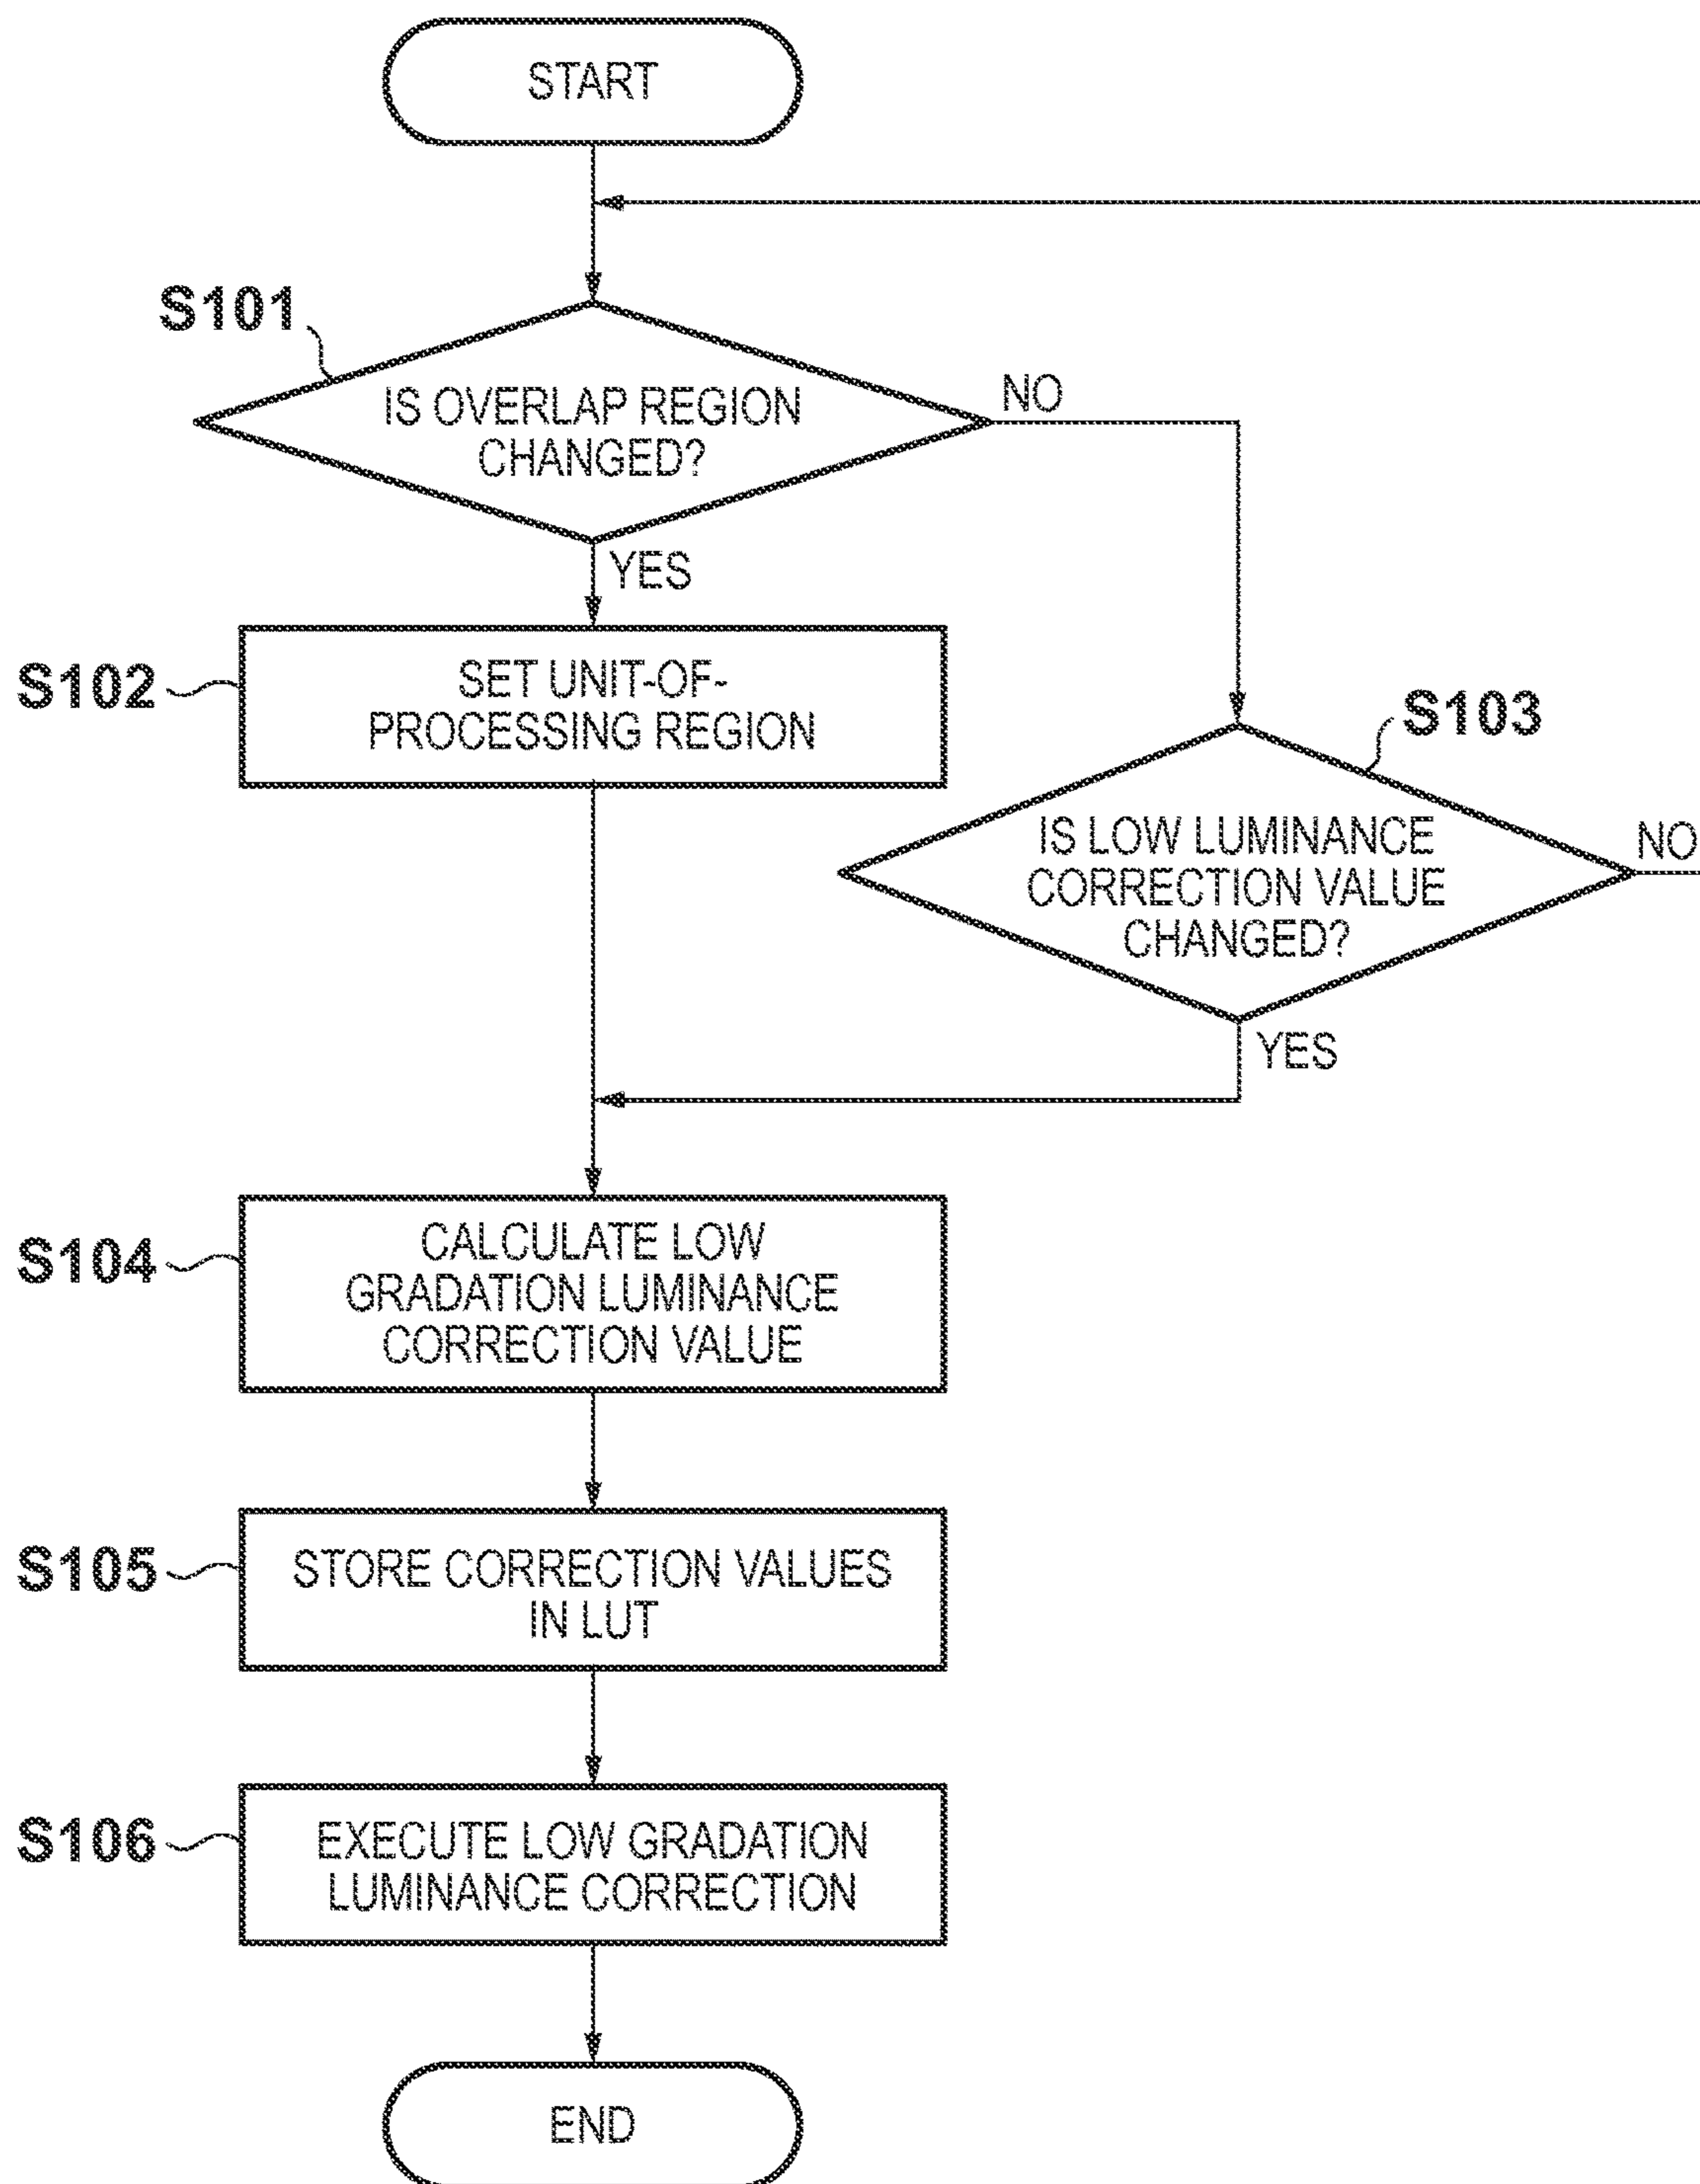 START
S101
IS OVERLAP REGION
CHANGED?
NO
YES
S102
SET UNIT-OF-
PROCESSING REGION
S103
IS LOW LUMINANCE
CORRECTION VALUE
CHANGED?
NO
YES
S104
CALCULATE LOW
GRADATION LUMINANCE
CORRECTION VALUE
S105
STORE CORRECTION VALUES
IN LUT
S106
EXECUTE LOW GRADATION
LUMINANCE CORRECTION
END